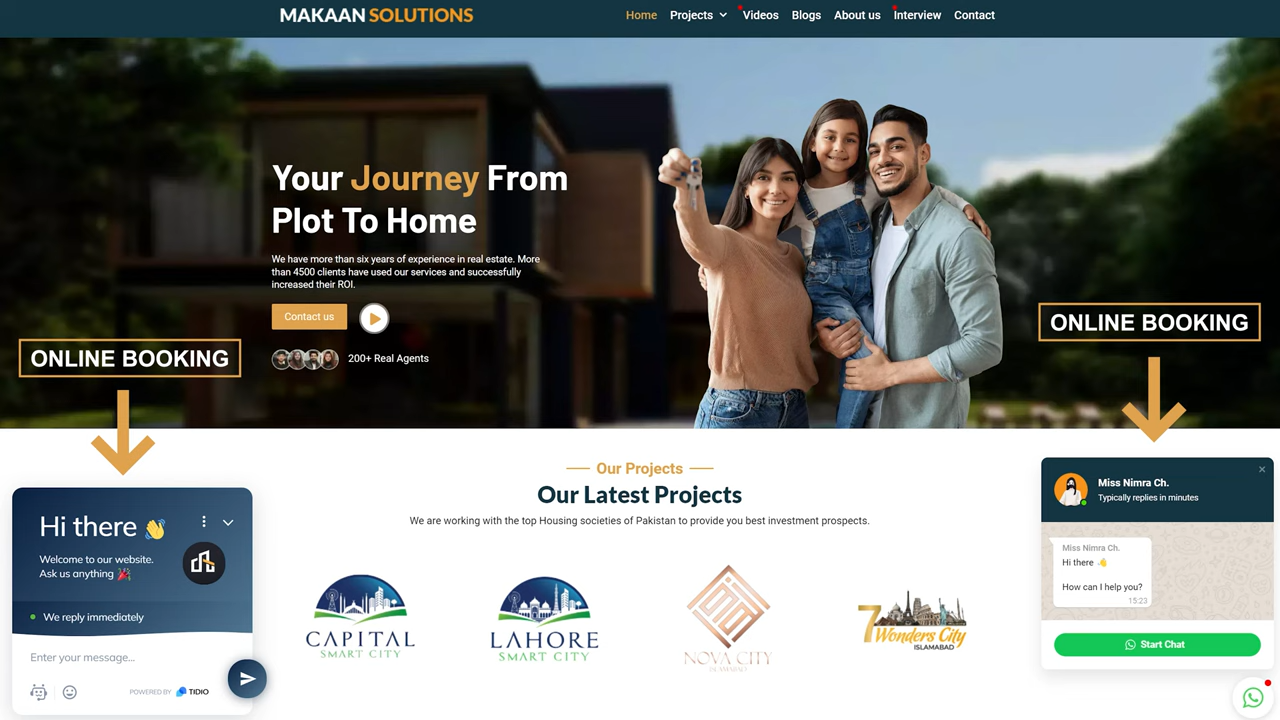 MAKAAN SOLUTIONS
Home Projects Videos Blogs About us Interview Contact
Your Journey From
Plot To Home
We have more than six years of experience in real estate. More
than 4500 clients have used our services and successfully
increased their ROI.
Contact us
200+ Real Agents
ONLINE BOOKING
ONLINE BOOKING
Our Projects
Our Latest Projects
We are working with the top Housing societies of Pakistan to provide you best investment prospects.
CAPITAL
SMART CITY
LAHORE
SMART CITY
NOVA CITY
ISLAMABAD
7 Wonders City
ISLAMABAD
Hi there 👋
Welcome to our website.
Ask us anything 🎉
We reply immediately
Enter your message...
POWERED BY TIDIO
Miss Nimra Ch.
Typically replies in minutes
Miss Nimra Ch.
Hi there 👋
How can I help you?
15:23
Start Chat